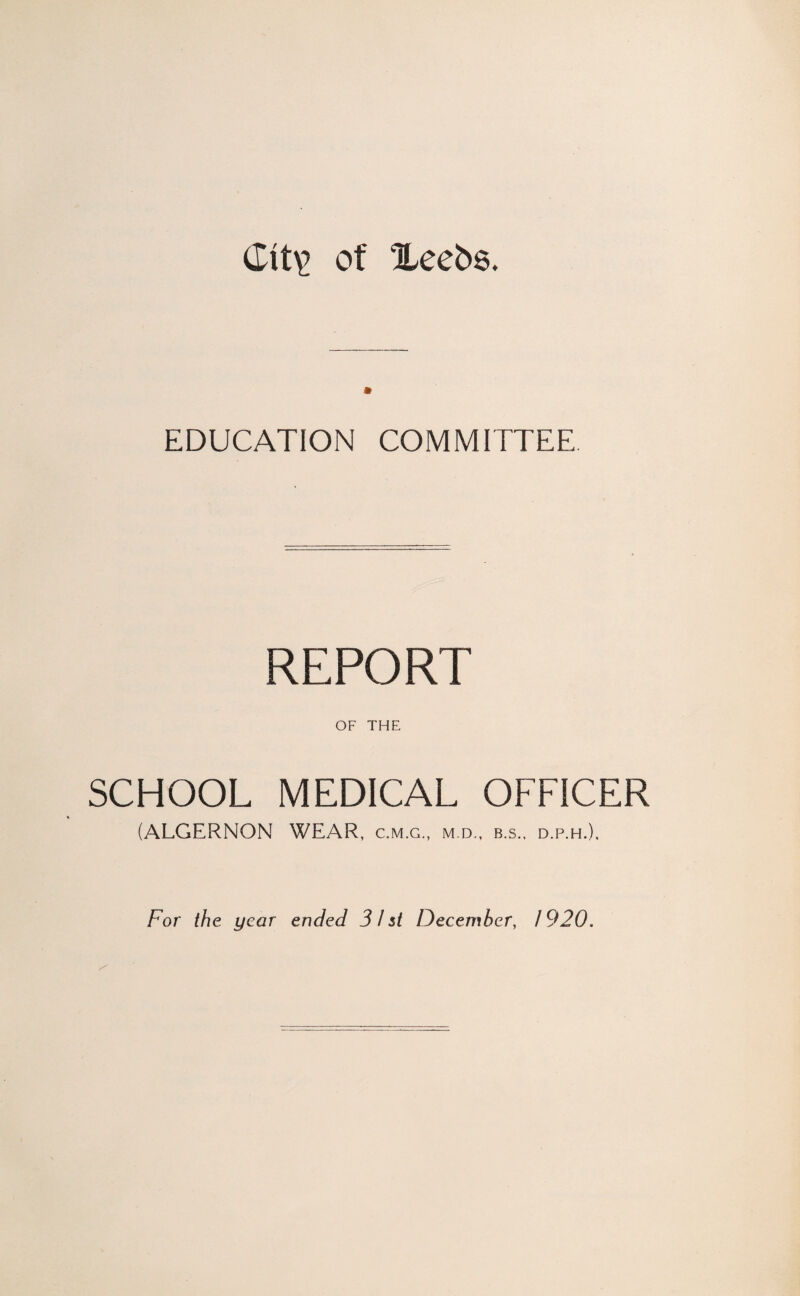 City of Leeds.
EDUCATION COMMITTEE.
REPORT
OF THE
SCHOOL MEDICAL OFFICER
(ALGERNON WEAR, C.M.G., M.D., B.S., D.P.H.),
For the year ended 31st December, 1920.